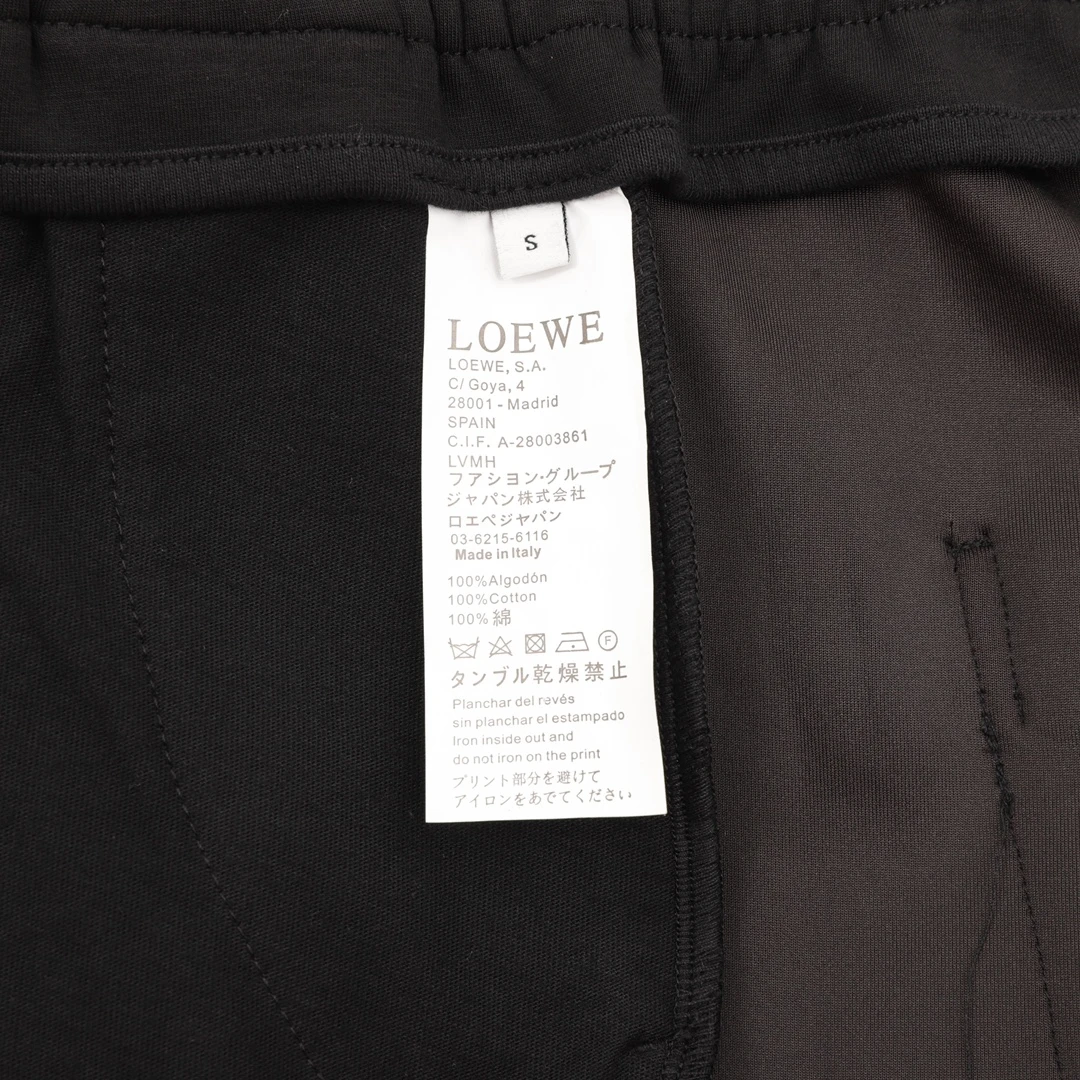 S
LOEWE
LOEWE, S.A.
C/ Goya, 4
28001 - Madrid
SPAIN
C.I.F. A-28003861
LVMH
フアシヨン・グループ
ジャパン株式会社
ロエベジヤパン
03-6215-6116
Made in Italy
100%Algodón
100%Cotton
100% 綿
F
タンブル乾燥禁止
Planchar del revés
sin planchar el estampado
Iron inside out and
do not iron on the print
プリント部分を避けて
アイロンをあでてください